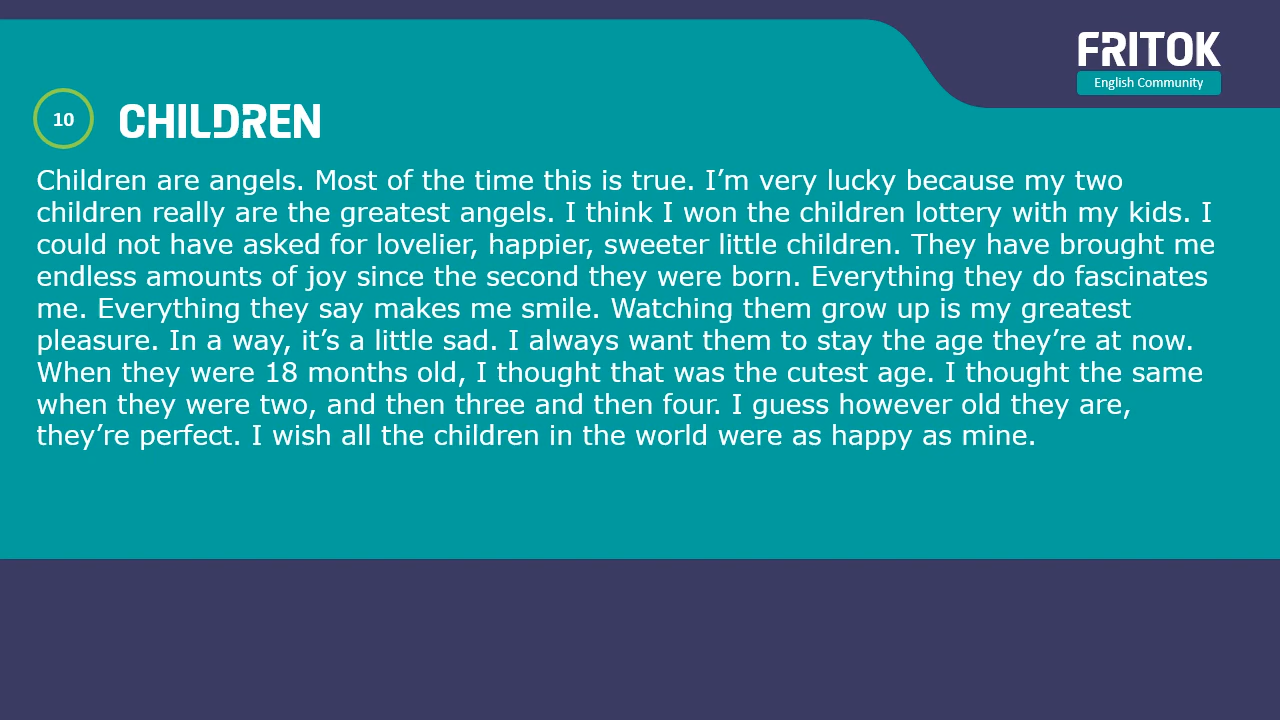 FRITOK
English Community
10
CHILDREN
Children are angels. Most of the time this is true. I’m very lucky because my two
children really are the greatest angels. I think I won the children lottery with my kids. I
could not have asked for lovelier, happier, sweeter little children. They have brought me
endless amounts of joy since the second they were born. Everything they do fascinates
me. Everything they say makes me smile. Watching them grow up is my greatest
pleasure. In a way, it’s a little sad. I always want them to stay the age they’re at now.
When they were 18 months old, I thought that was the cutest age. I thought the same
when they were two, and then three and then four. I guess however old they are,
they’re perfect. I wish all the children in the world were as happy as mine.